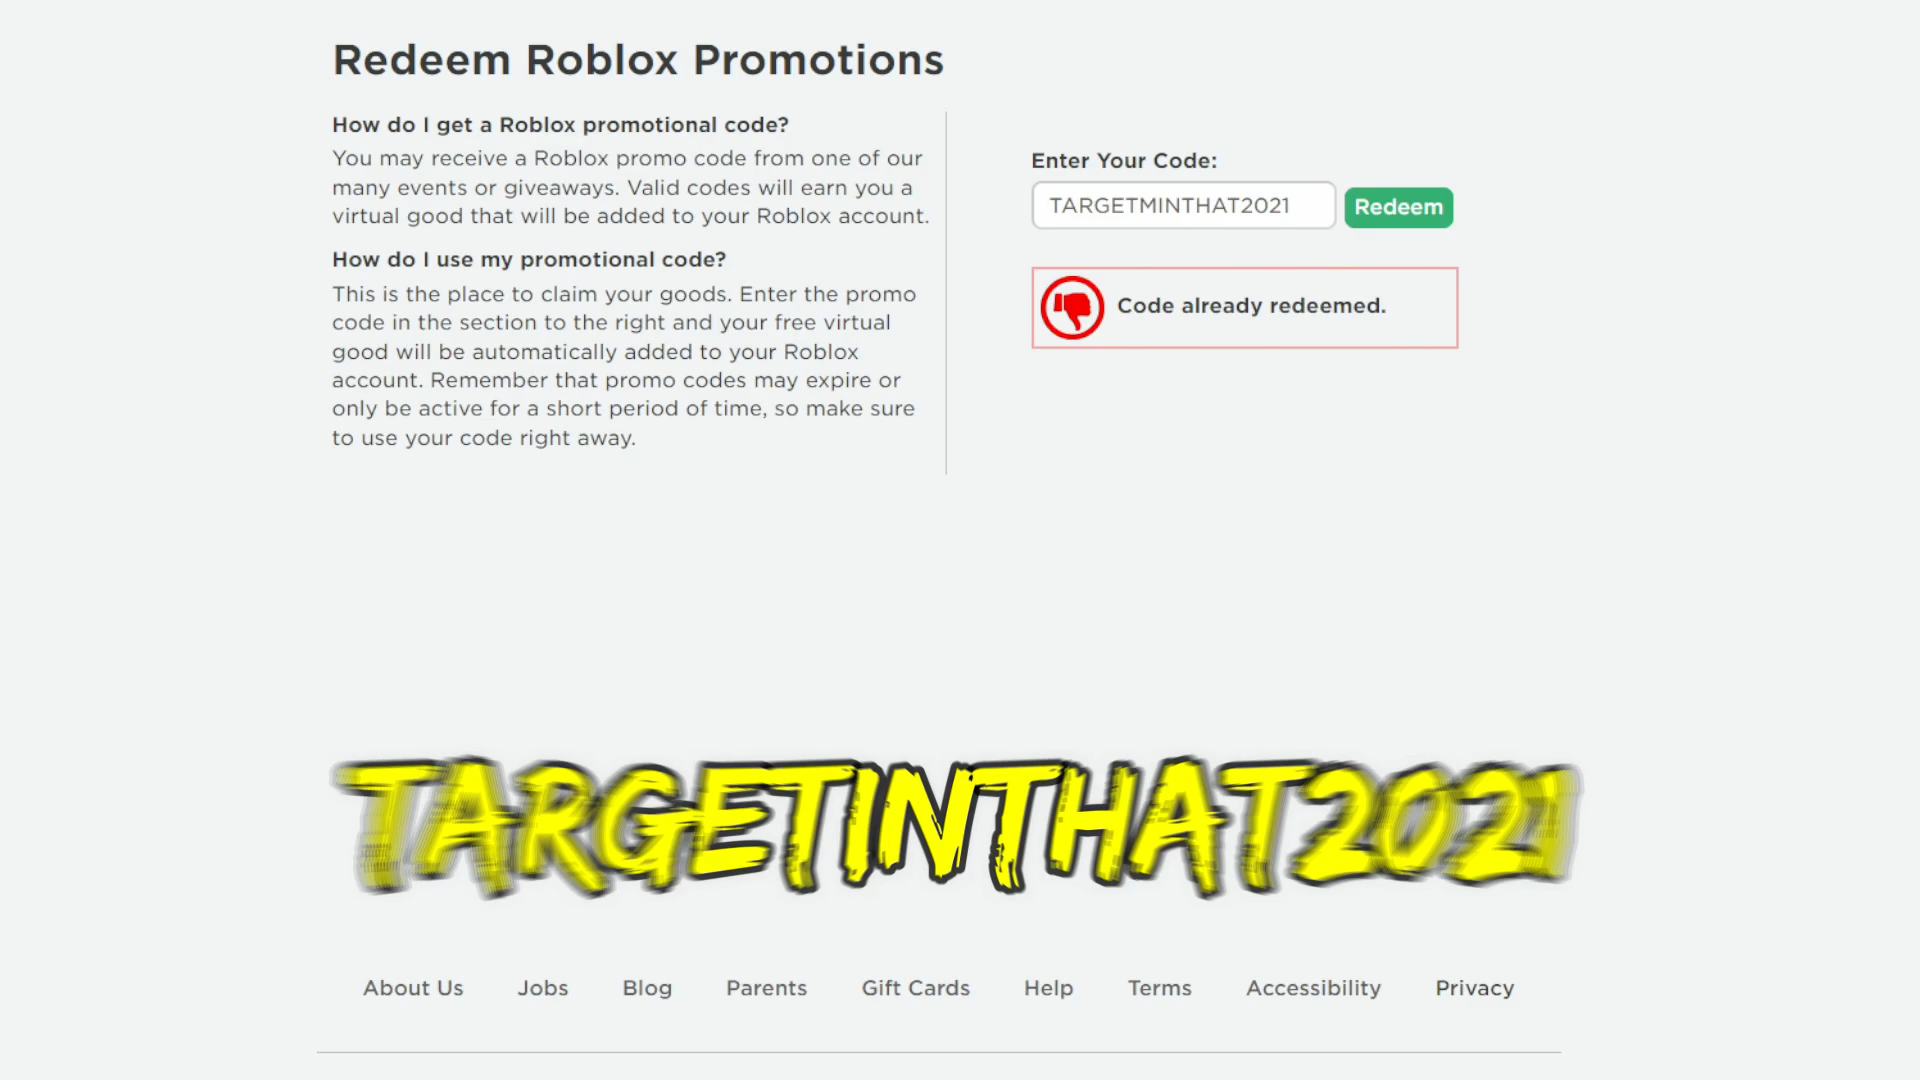 Redeem Roblox Promotions
How do I get a Roblox promotional code?
You may receive a Roblox promo code from one of our
many events or giveaways. Valid codes will earn you a
virtual good that will be added to your Roblox account.
How do I use my promotional code?
This is the place to claim your goods. Enter the promo
code in the section to the right and your free virtual
good will be automatically added to your Roblox
account. Remember that promo codes may expire or
only be active for a short period of time, so make sure
to use your code right away.
Enter Your Code:
TARGETMINTHAT2021
Redeem
Code already redeemed.
TARGETINTHAT2021
About Us Jobs Blog Parents Gift Cards Help Terms Accessibility Privacy